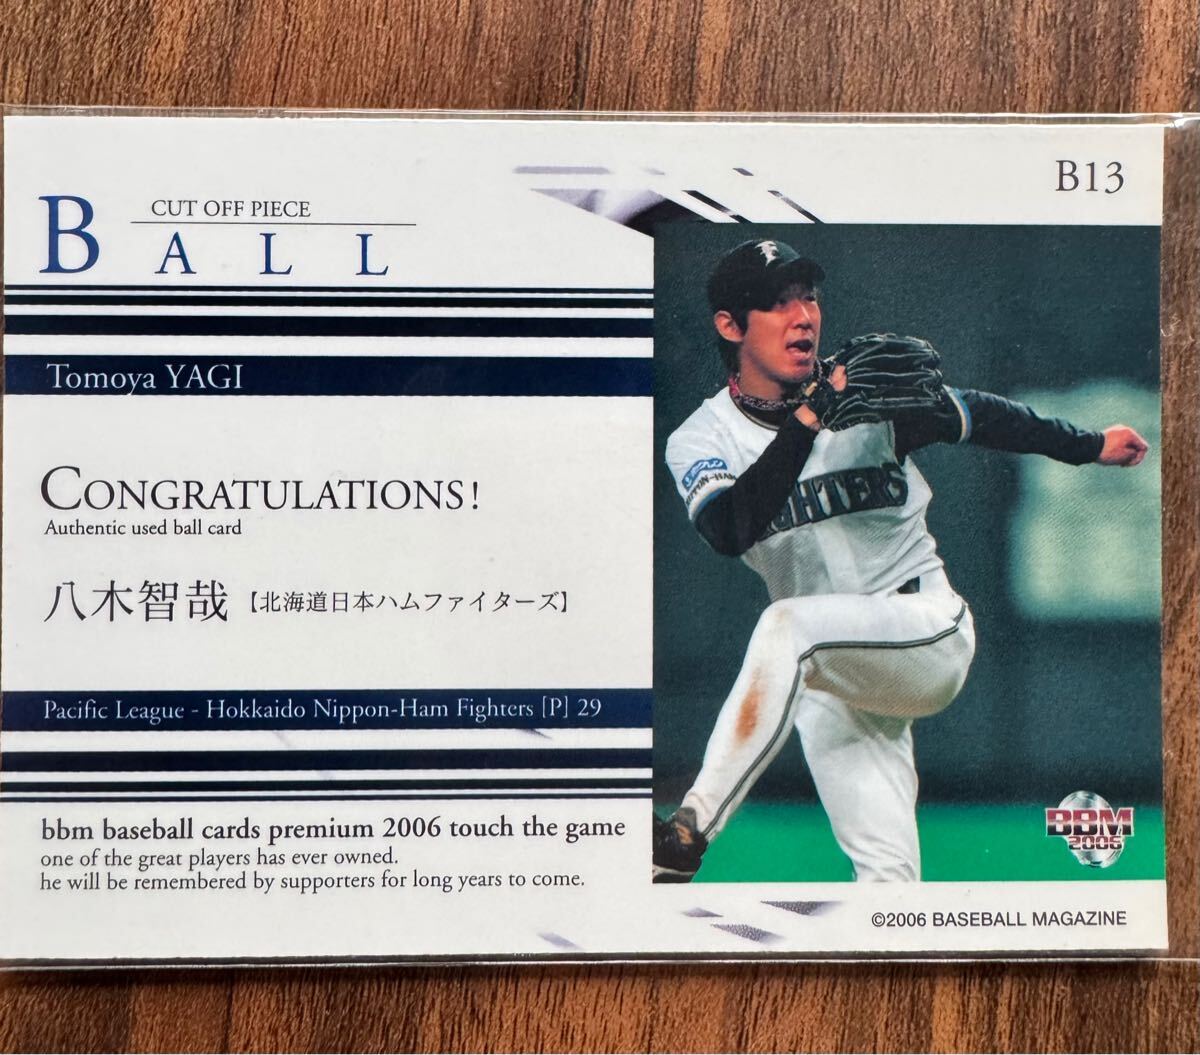 B13
CUT OFF PIECE
BALL
Tomoya YAGI
CONGRATULATIONS!
Authentic used ball card
八木智哉【北海道日本ハムファイターズ】
Pacific League - Hokkaido Nippon-Ham Fighters [P] 29
bbm baseball cards premium 2006 touch the game
one of the great players has ever owned.
he will be remembered by supporters for long years to come.
F
NIPPON-HAM
FIGHTERS
BBM
2006
©2006 BASEBALL MAGAZINE